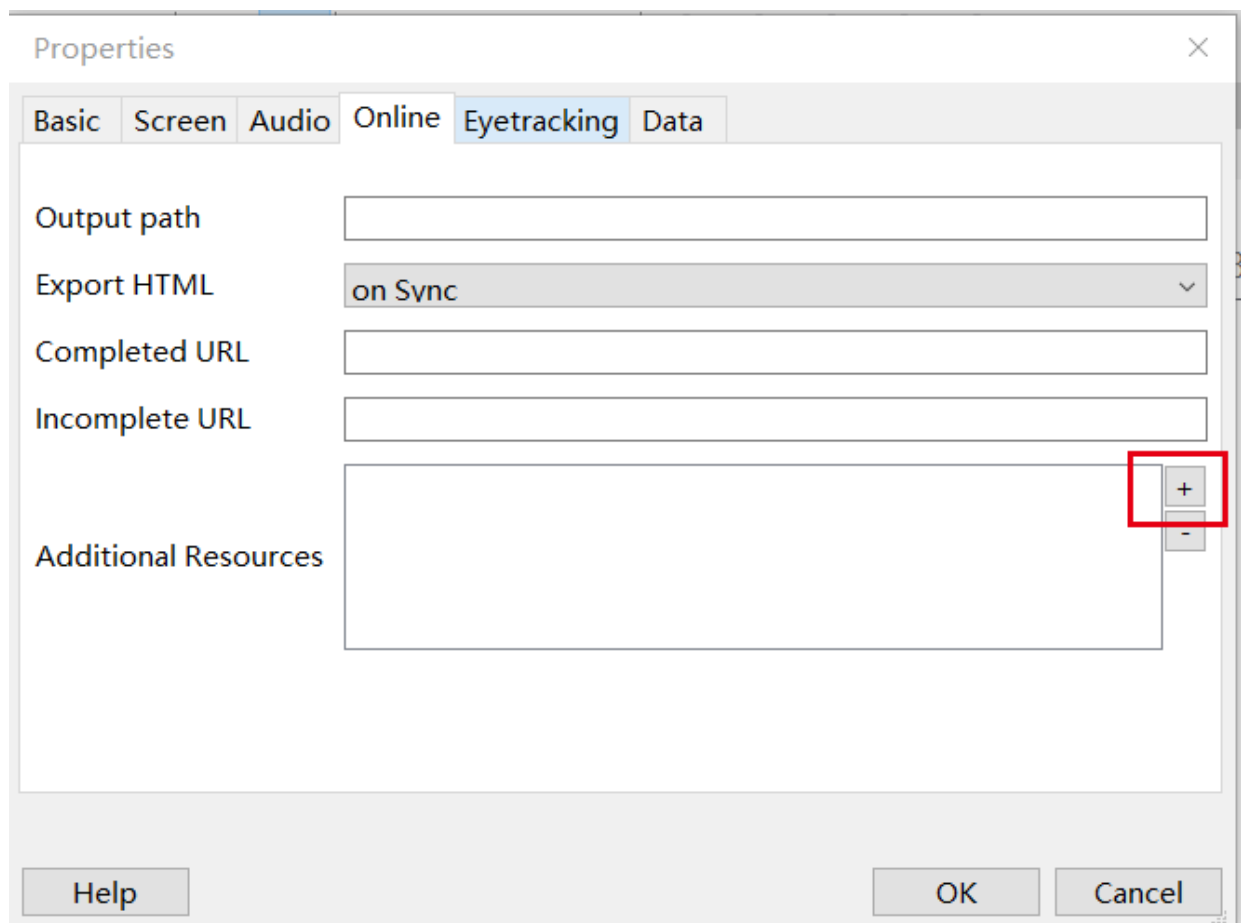 Properties
Basic Screen Audio Online Eyetracking Data
Output path
Export HTML on Sync
Completed URL
Incomplete URL
+
-
Additional Resources
Help OK Cancel